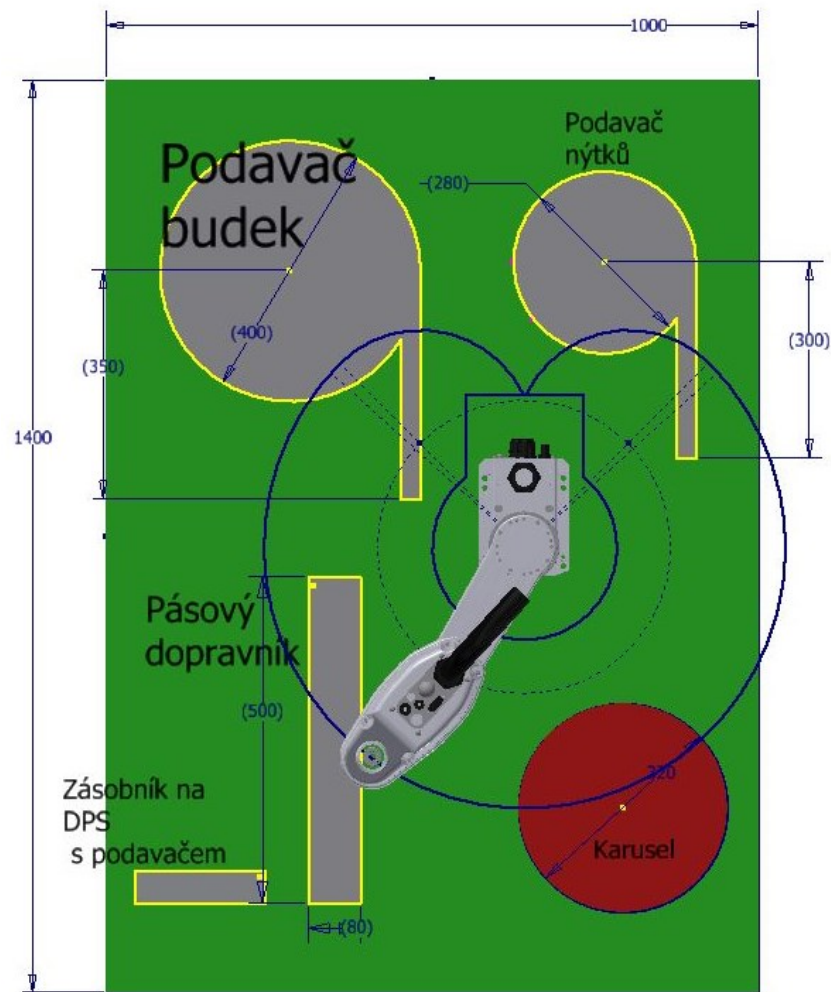 1000
Podavač
budek
Podavač
nýtků
(280)
(400)
(350)
(300)
1400
Pásový
dopravník
(500)
Zásobník na
DPS
s podavačem
320
Karusel
(80)